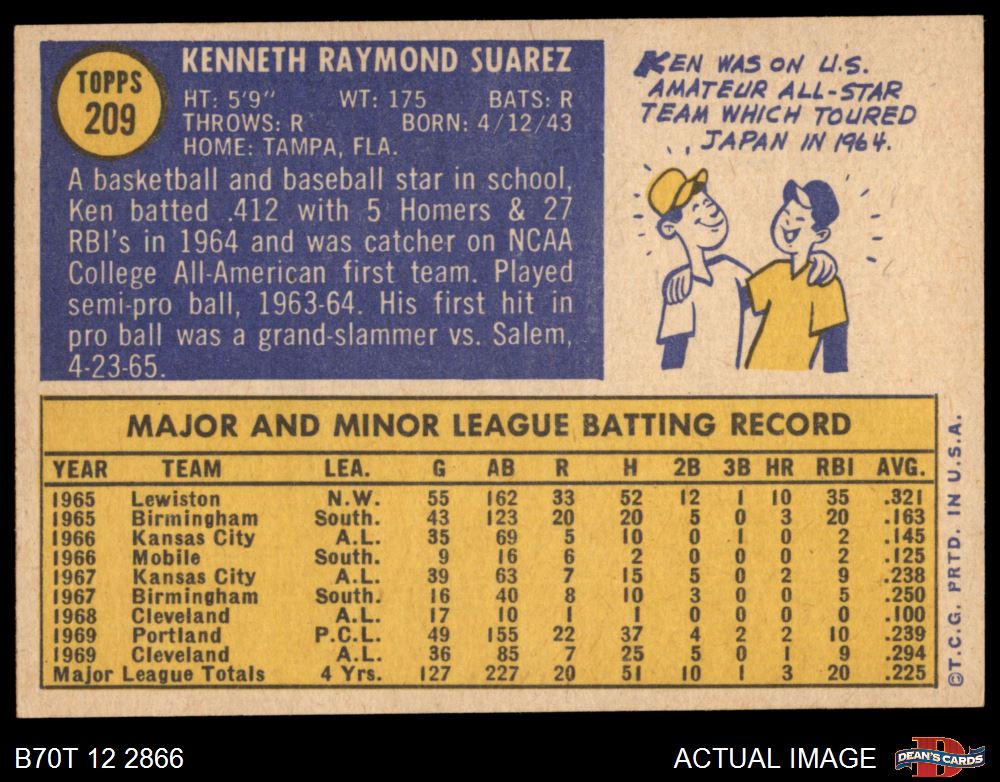 TOPPS
209
KENNETH RAYMOND SUAREZ
HT: 5'9" WT: 175 BATS: R
THROWS: R BORN: 4/12/43
HOME: TAMPA, FLA.
A basketball and baseball star in school,
Ken batted .412 with 5 Homers & 27
RBI's in 1964 and was catcher on NCAA
College All-American first team. Played
semi-pro ball, 1963-64. His first hit in
pro ball was a grand-slammer vs. Salem,
4-23-65.
KEN WAS ON U.S.
AMATEUR ALL-STAR
TEAM WHICH TOURED
JAPAN IN 1964.
MAJOR AND MINOR LEAGUE BATTING RECORD
YEAR TEAM LEA. G AB R H 2B 3B HR RBI AVG.
1965 Lewiston N.W. 55 162 33 52 12 1 10 35 .321
1965 Birmingham South. 43 123 20 20 5 0 3 20 .163
1966 Kansas City A.L. 35 69 5 10 0 1 0 2 .145
1966 Mobile South. 9 16 6 2 0 0 0 2 .125
1967 Kansas City A.L. 39 63 7 15 5 0 2 9 .238
1967 Birmingham South. 16 40 8 10 3 0 0 5 .250
1968 Cleveland A.L. 17 10 1 1 0 0 0 0 .100
1969 Portland P.C.L. 49 155 22 37 4 2 2 10 .239
1969 Cleveland A.L. 36 85 7 25 5 0 1 9 .294
Major League Totals 4 Yrs. 127 227 20 51 10 1 3 20 .225
©T.C.G. PRTD. IN U.S.A.
B70T 12 2866
ACTUAL IMAGE
D
DEAN'S CARDS